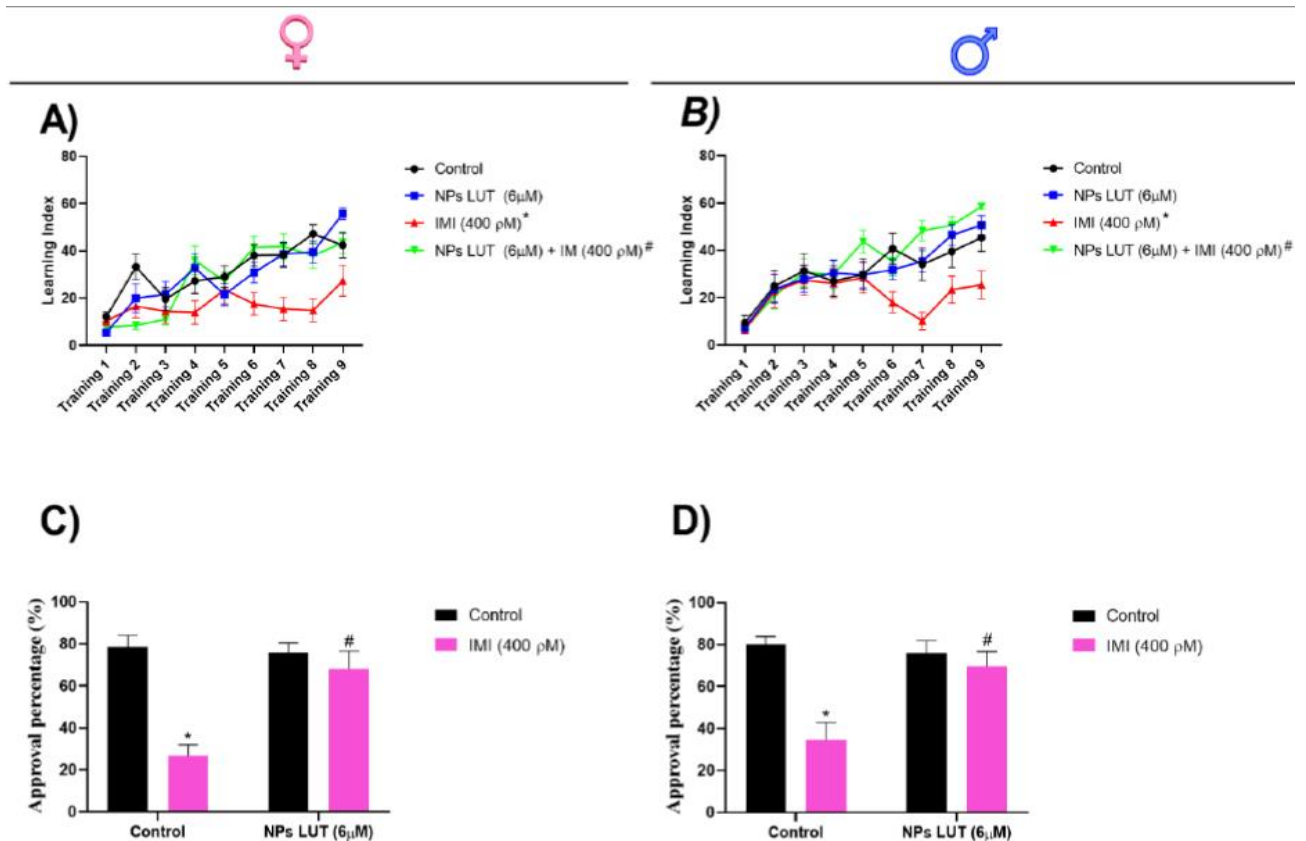 A)
80
60
40
20
0
Learning Index
Training 1
Training 2
Training 3
Training 4
Training 5
Training 6
Training 7
Training 8
Training 9
Control
NPs LUT (6μM)
IMI (400 ρM)*
NPs LUT (6μM) + IM (400 ρM)#
B)
80
60
40
20
0
Learning Index
Training 1
Training 2
Training 3
Training 4
Training 5
Training 6
Training 7
Training 8
Training 9
Control
NPs LUT (6μM)
IMI (400 ρM)*
NPs LUT (6μM) + IMI (400 ρM)#
C)
100
80
60
40
20
0
Approval percentage (%)
*
#
Control
NPs LUT (6μM)
Control
IMI (400 ρM)
D)
100
80
60
40
20
0
Approval percentage (%)
*
#
Control
NPs LUT (6μM)
Control
IMI (400 ρM)